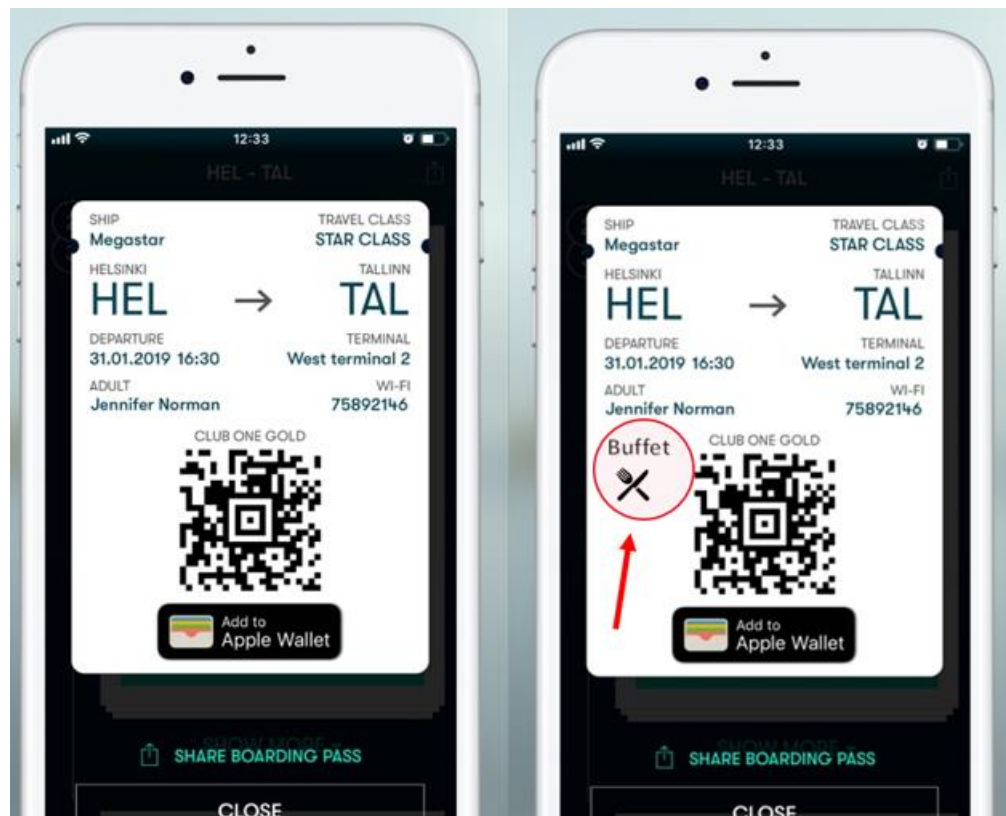 12:33
HEL - TAL
SHIP
TRAVEL CLASS
Megastar
STAR CLASS
HELSINKI
TALLINN
HEL → TAL
DEPARTURE
TERMINAL
31.01.2019 16:30
West terminal 2
ADULT
WI-FI
Jennifer Norman
75892146
CLUB ONE GOLD
Add to
Apple Wallet
SHOW MORE
SHARE BOARDING PASS
CLOSE
12:33
HEL - TAL
SHIP
TRAVEL CLASS
Megastar
STAR CLASS
HELSINKI
TALLINN
HEL → TAL
DEPARTURE
TERMINAL
31.01.2019 16:30
West terminal 2
ADULT
WI-FI
Jennifer Norman
75892146
Buffet
CLUB ONE GOLD
Add to
Apple Wallet
SHOW MORE
SHARE BOARDING PASS
CLOSE